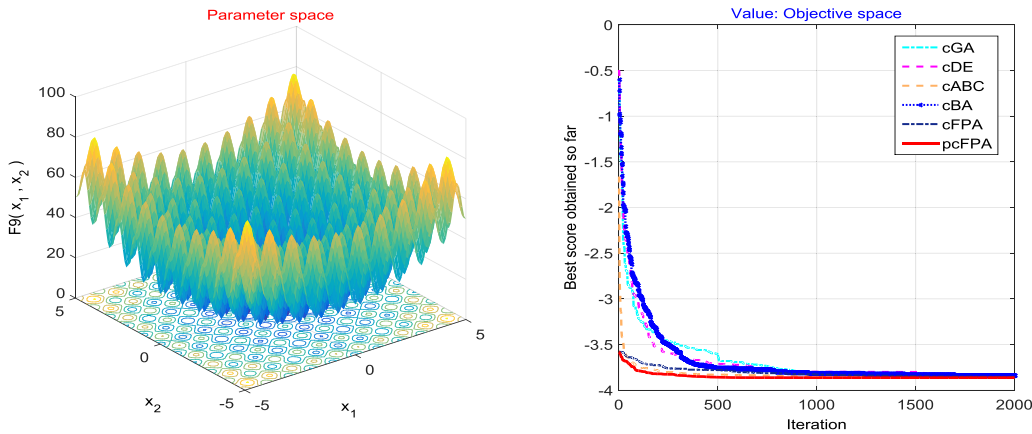 Parameter space
100
80
60
40
20
0
F9( x1 , x2 )
5
0
-5
x2
-5
0
5
x1
Value: Objective space
0
-0.5
-1
-1.5
-2
-2.5
-3
-3.5
-4
Best score obtained so far
cGA
cDE
cABC
cBA
cFPA
pcFPA
0 500 1000 1500 2000
Iteration